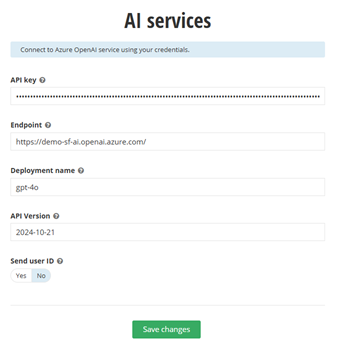 AI services
Connect to Azure OpenAI service using your credentials.
API key
Endpoint
https://demo-sf-ai.openai.azure.com/
Deployment name
gpt-4o
API Version
2024-10-21
Send user ID
Yes No
Save changes